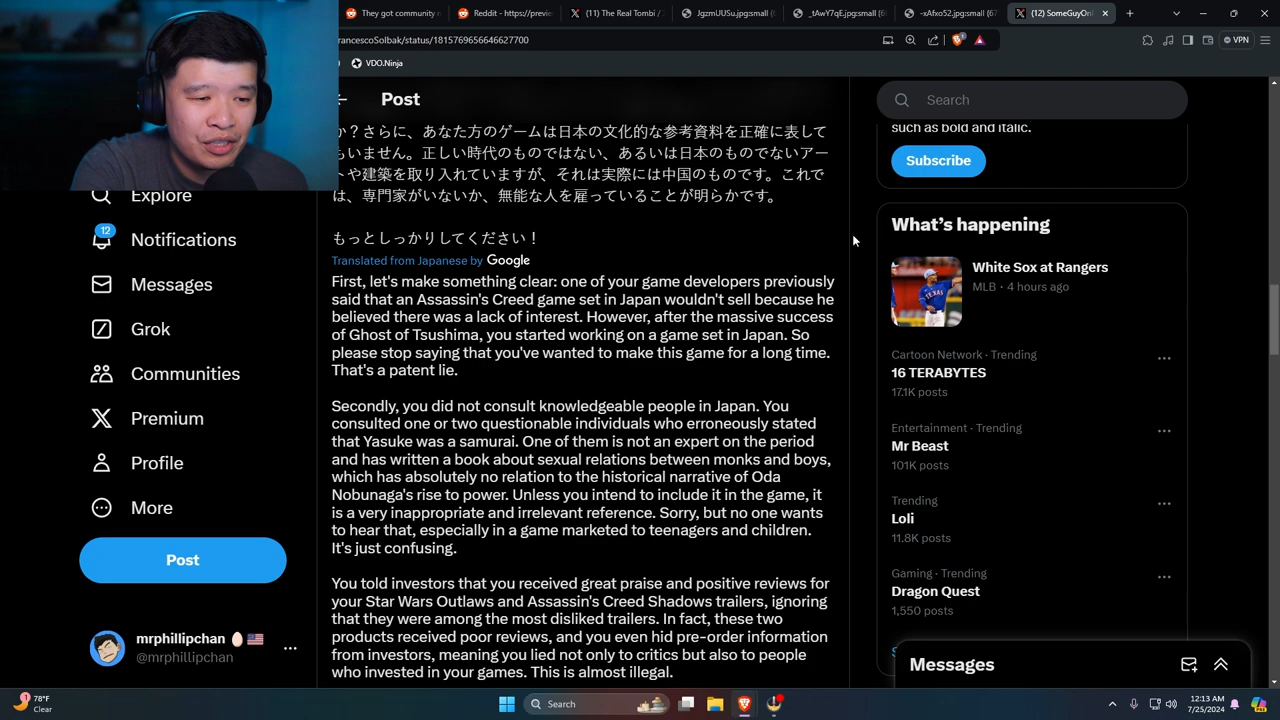 They got community n
Reddit - https://previe
(11) The Real Tombi /
JgzmUUSu.jpg:small (6
_tAwY7qE.jpg:small (6
-xAfxo52.jpg:small (67
(12) SomeGuyOnl
rancescoSolbak/status/1815769656646627700
VPN
VDO.Ninja
Post
Search
such as bold and italic.
Subscribe
か？さらに、あなた方のゲームは日本の文化的な参考資料を正確に表して
もいません。正しい時代のものではない、あるいは日本のものでないアー
トや建築を取り入れていますが、それは実際には中国のものです。これで
は、専門家がいないか、無能な人を雇っていることが明らかです。
もっとしっかりしてください！
Translated from Japanese by Google
First, let's make something clear: one of your game developers previously
said that an Assassin's Creed game set in Japan wouldn't sell because he
believed there was a lack of interest. However, after the massive success
of Ghost of Tsushima, you started working on a game set in Japan. So
please stop saying that you've wanted to make this game for a long time.
That's a patent lie.
Secondly, you did not consult knowledgeable people in Japan. You
consulted one or two questionable individuals who erroneously stated
that Yasuke was a samurai. One of them is not an expert on the period
and has written a book about sexual relations between monks and boys,
which has absolutely no relation to the historical narrative of Oda
Nobunaga's rise to power. Unless you intend to include it in the game, it
is a very inappropriate and irrelevant reference. Sorry, but no one wants
to hear that, especially in a game marketed to teenagers and children.
It's just confusing.
You told investors that you received great praise and positive reviews for
your Star Wars Outlaws and Assassin's Creed Shadows trailers, ignoring
that they were among the most disliked trailers. In fact, these two
products received poor reviews, and you even hid pre-order information
from investors, meaning you lied not only to critics but also to people
who invested in your games. This is almost illegal.
Explore
12
Notifications
Messages
Grok
Communities
Premium
Profile
More
Post
mrphillipchan
@mrphillipchan
What's happening
White Sox at Rangers
MLB · 4 hours ago
Cartoon Network · Trending
16 TERABYTES
17.1K posts
Entertainment · Trending
Mr Beast
101K posts
Trending
Loli
11.8K posts
Gaming · Trending
Dragon Quest
1,550 posts
Messages
1
78°F
Clear
Search
12:13 AM
7/25/2024